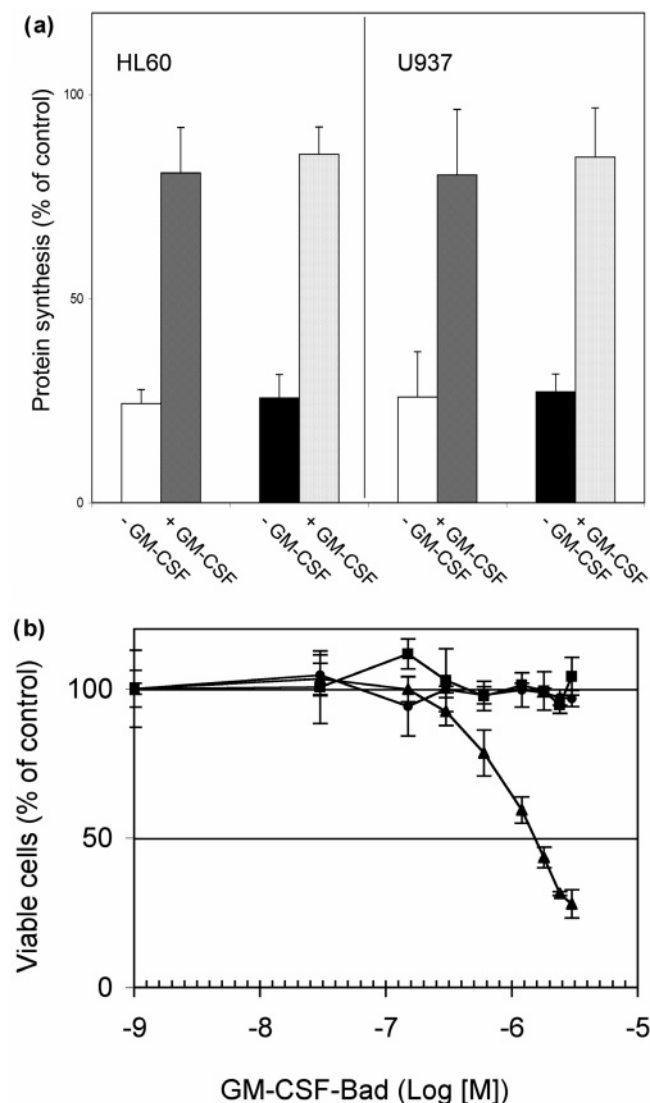 (a)
HL60
U937
Protein synthesis (% of control)
100
50
0
- GM-CSF
+ GM-CSF
- GM-CSF
+ GM-CSF
- GM-CSF
+ GM-CSF
- GM-CSF
+ GM-CSF
(b)
Viable cells (% of control)
100
50
0
-9
-8
-7
-6
-5
GM-CSF-Bad (Log [M])